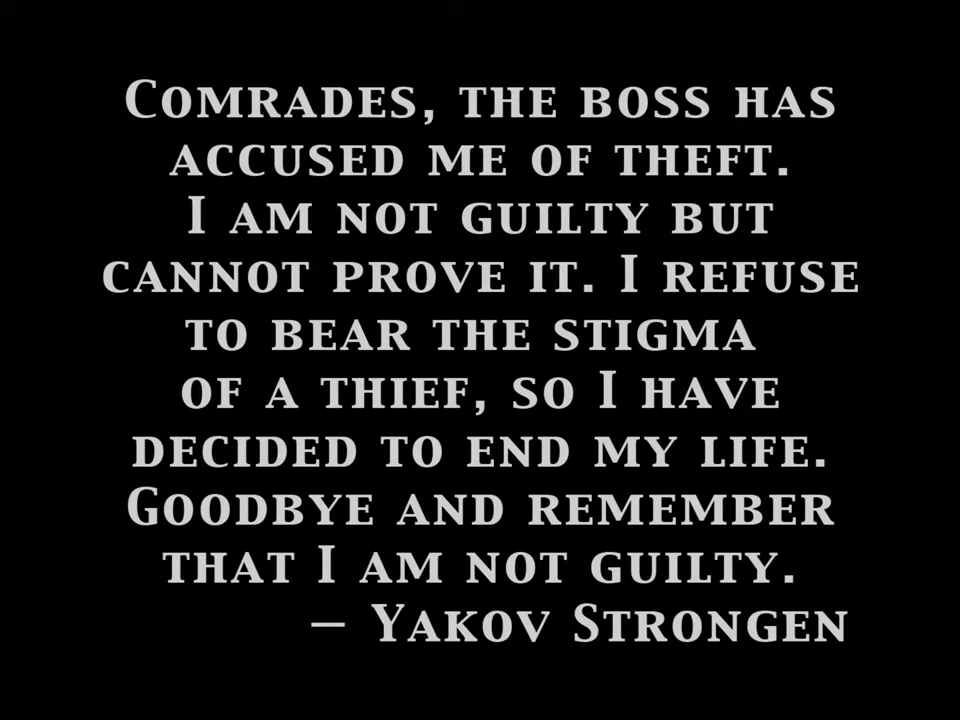 Comrades, the boss has
accused me of theft.
I am not guilty but
cannot prove it. I refuse
to bear the stigma
of a thief, so I have
decided to end my life.
Goodbye and remember
that I am not guilty.
– Yakov Strongen